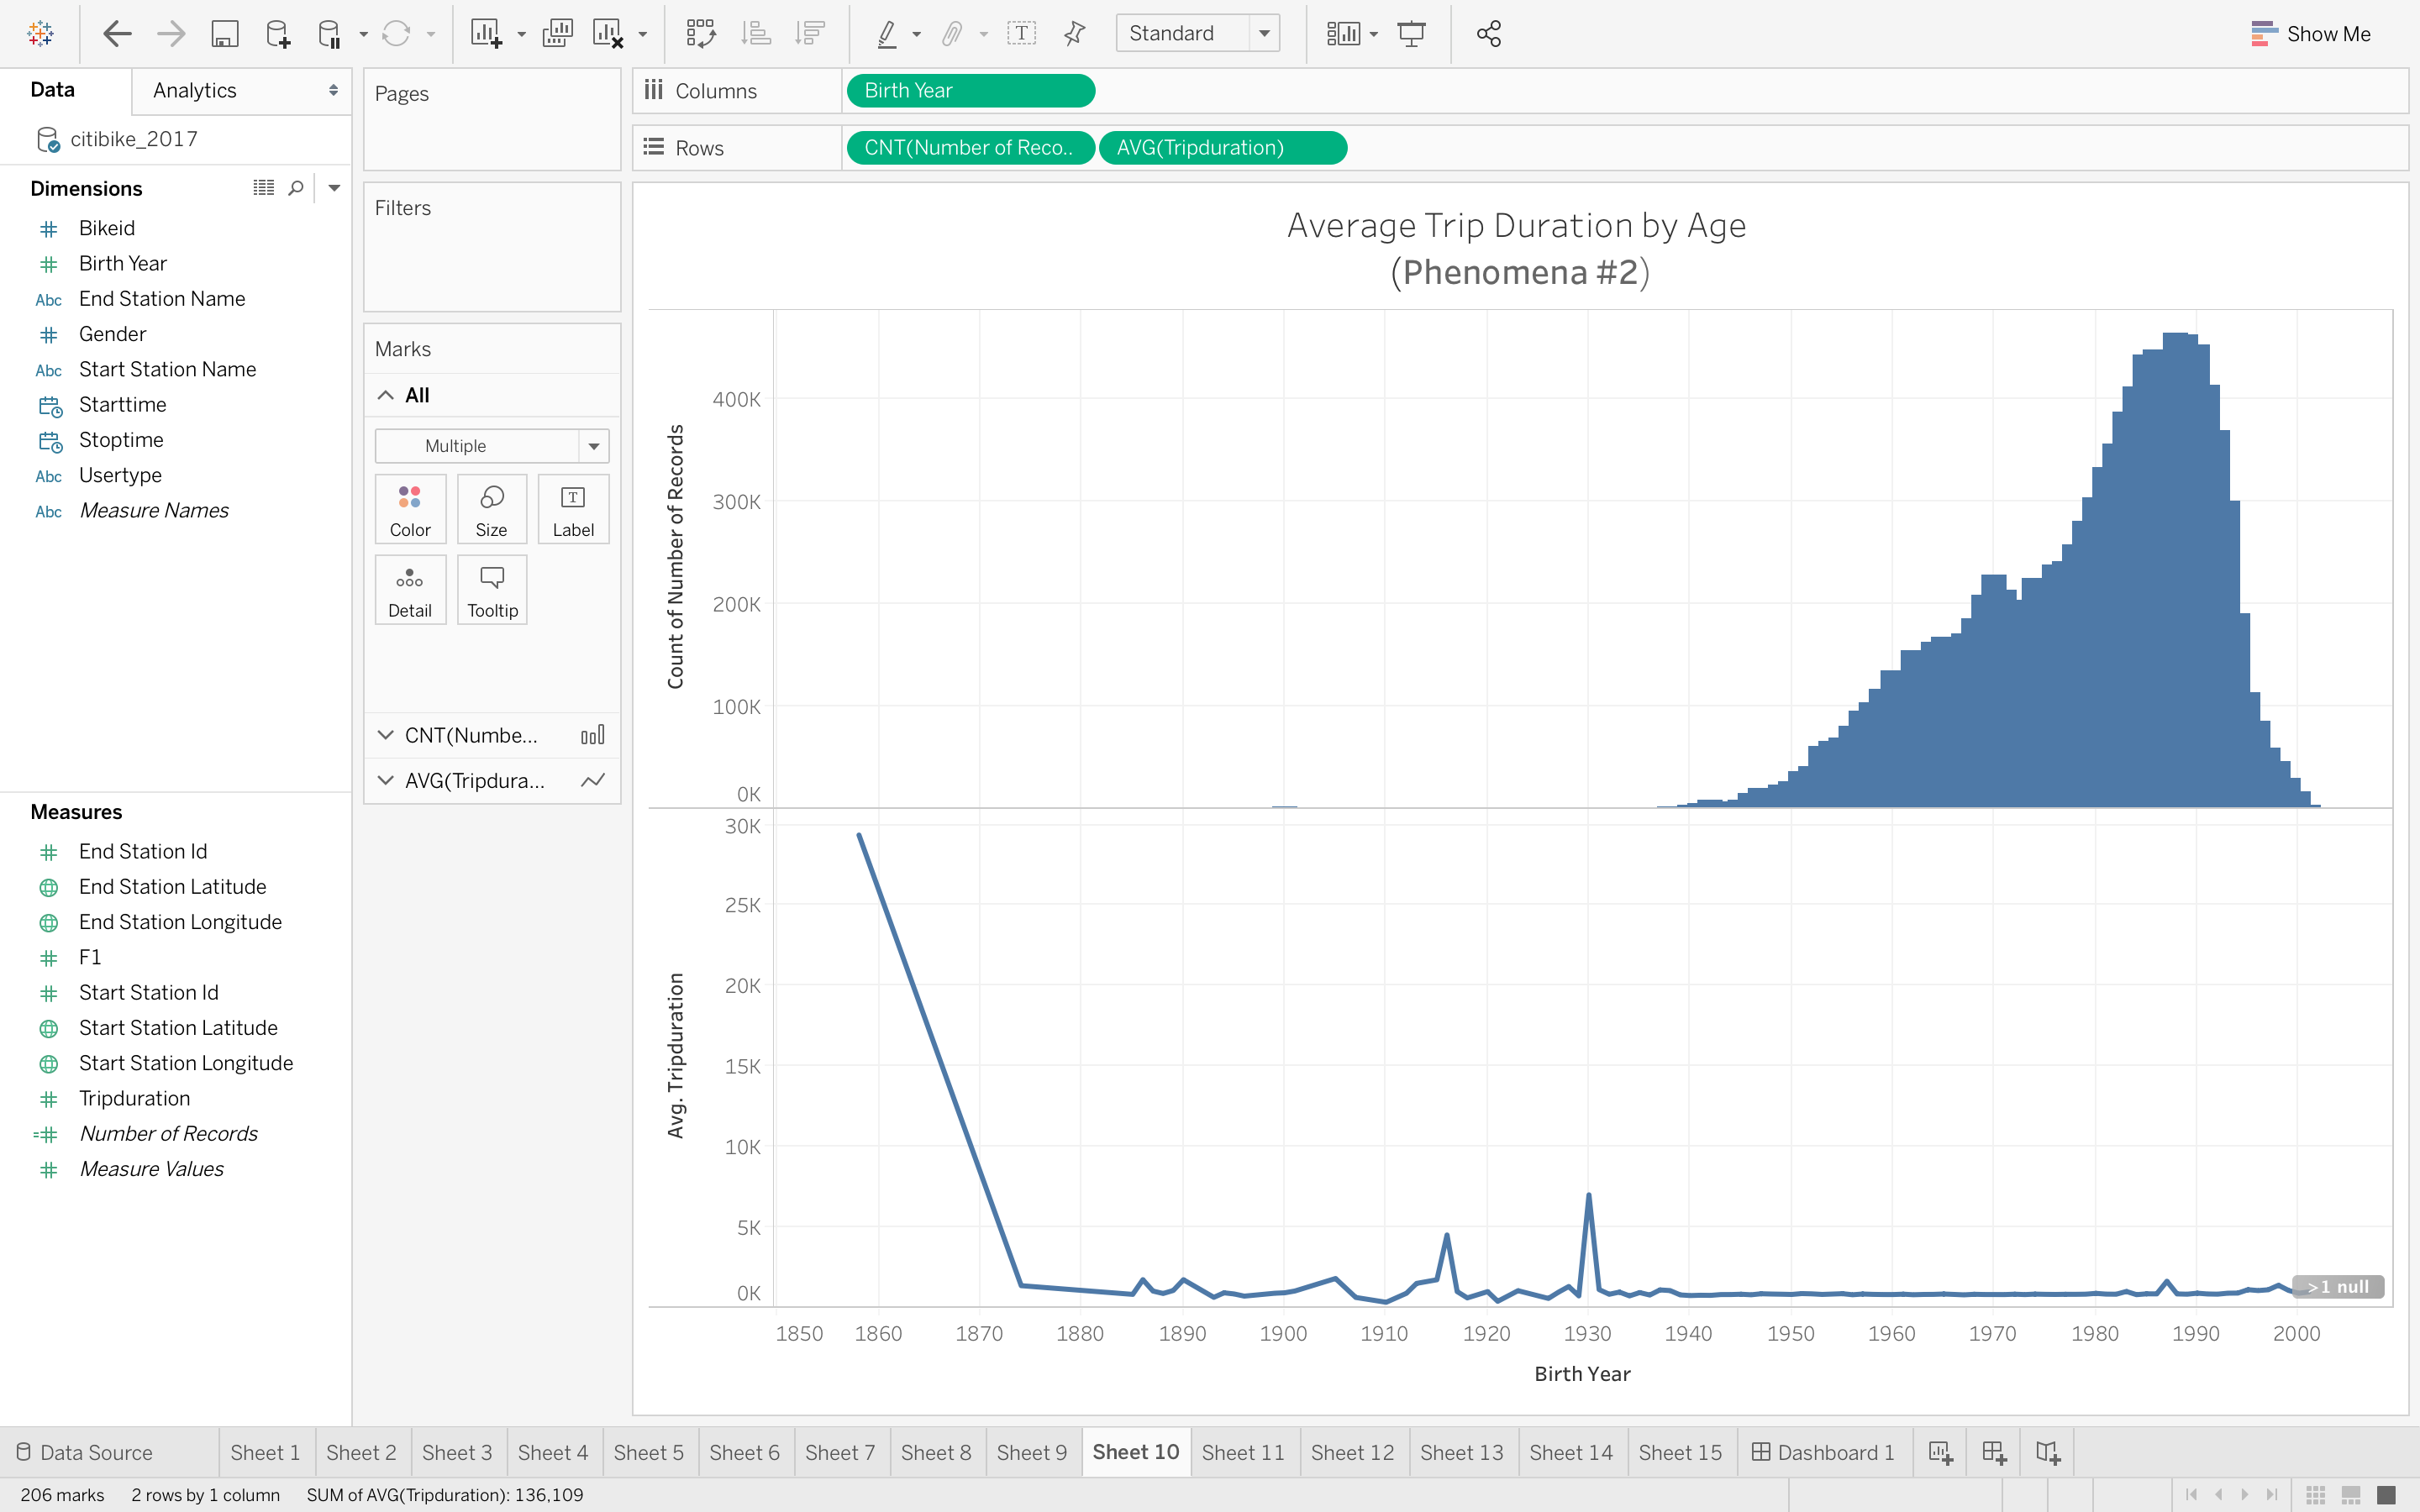 Standard
Show Me
Data
Analytics
citibike_2017
Dimensions
# Bikeid
# Birth Year
Abc End Station Name
# Gender
Abc Start Station Name
Starttime
Stoptime
Abc Usertype
Abc Measure Names
Measures
# End Station Id
End Station Latitude
End Station Longitude
# F1
# Start Station Id
Start Station Latitude
Start Station Longitude
# Tripduration
=# Number of Records
# Measure Values
Pages
Filters
Marks
All
Multiple
Color
Size
Label
Detail
Tooltip
CNT(Numbe...
AVG(Tripdura...
Columns
Birth Year
Rows
CNT(Number of Reco..
AVG(Tripduration)
Average Trip Duration by Age
(Phenomena #2)
Count of Number of Records
400K
300K
200K
100K
0K
Avg. Tripduration
30K
25K
20K
15K
10K
5K
0K
>1 null
1850 1860 1870 1880 1890 1900 1910 1920 1930 1940 1950 1960 1970 1980 1990 2000
Birth Year
Data Source Sheet 1 Sheet 2 Sheet 3 Sheet 4 Sheet 5 Sheet 6 Sheet 7 Sheet 8 Sheet 9 Sheet 10 Sheet 11 Sheet 12 Sheet 13 Sheet 14 Sheet 15 Dashboard 1
206 marks 2 rows by 1 column SUM of AVG(Tripduration): 136,109